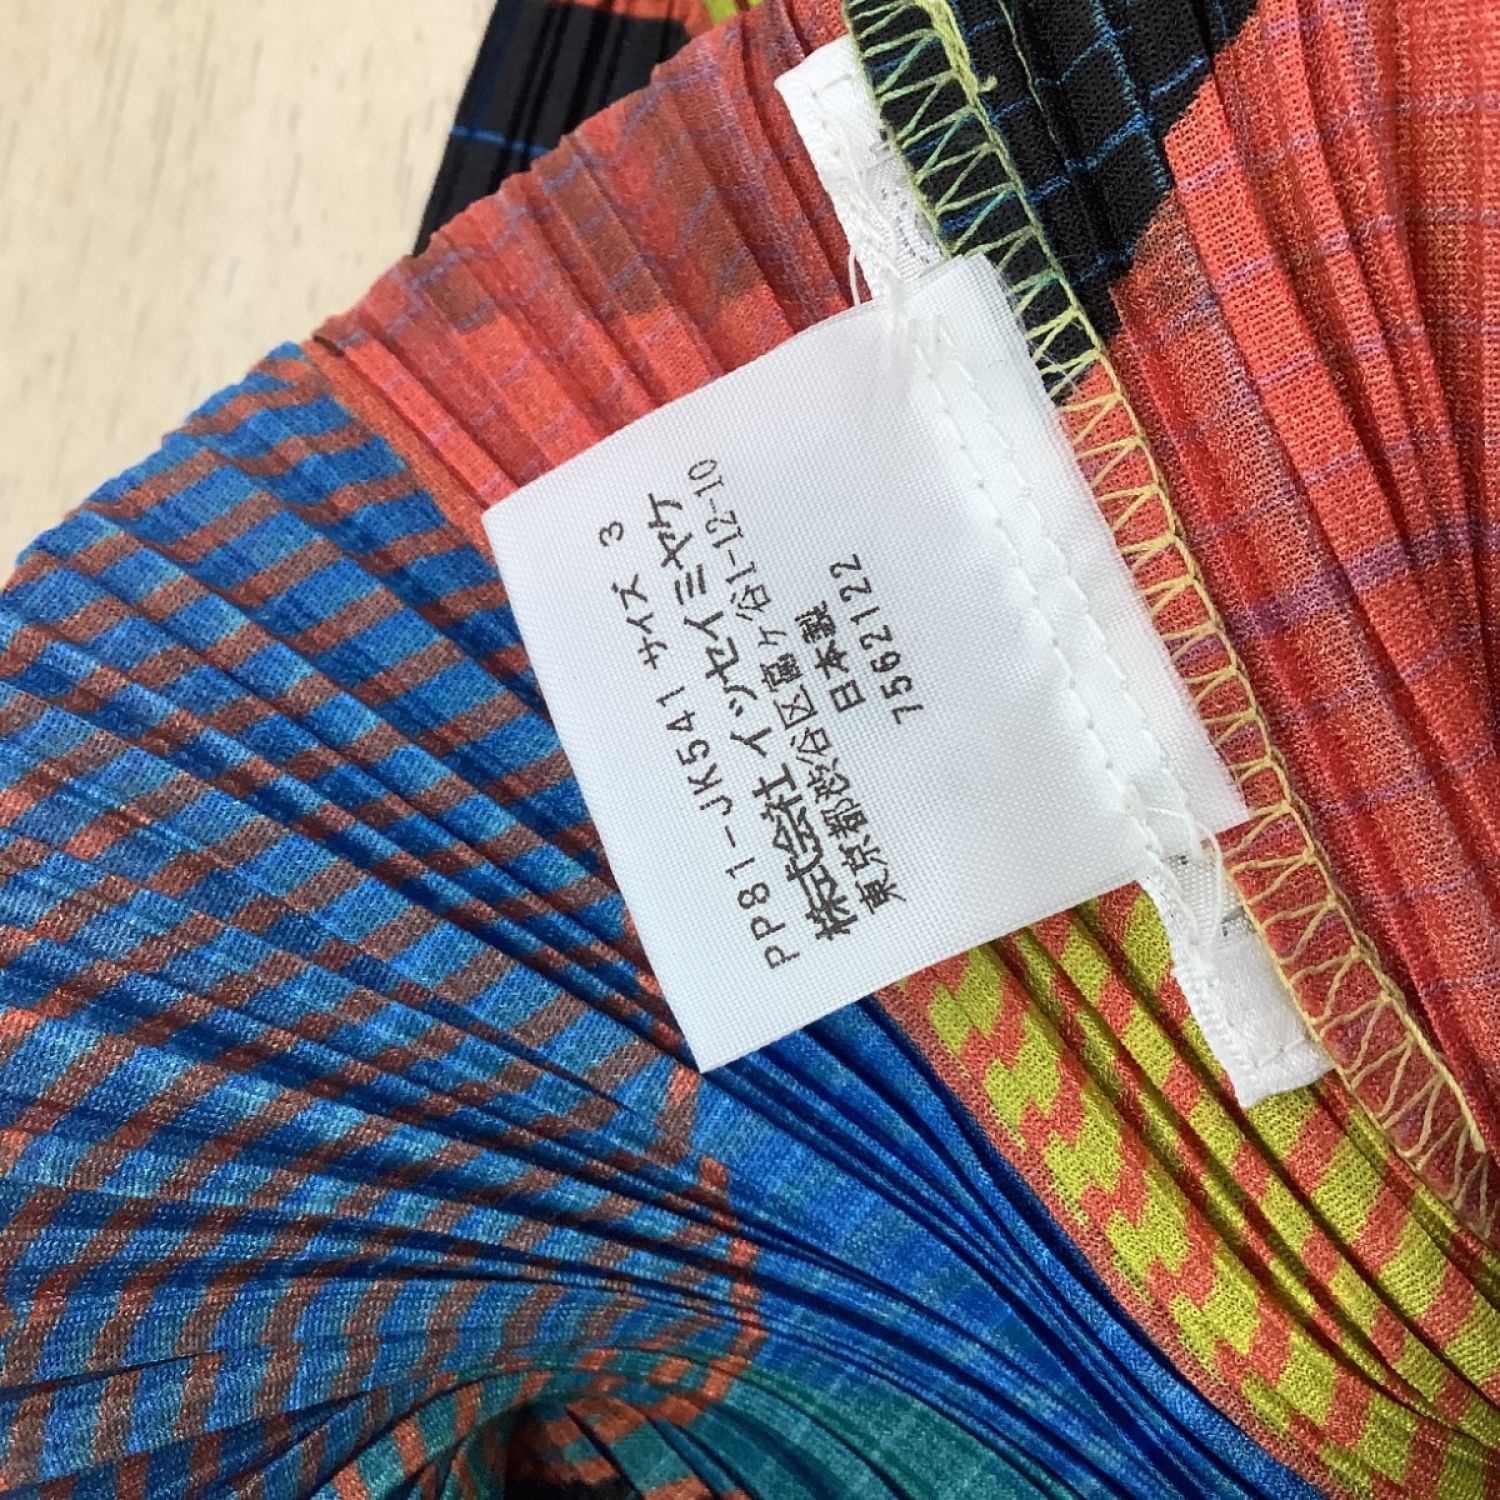 PP81-JK541 サイズ 3
株式会社 イッセイミヤケ
東京都渋谷区富ヶ谷1-12-10
日本製
7562122